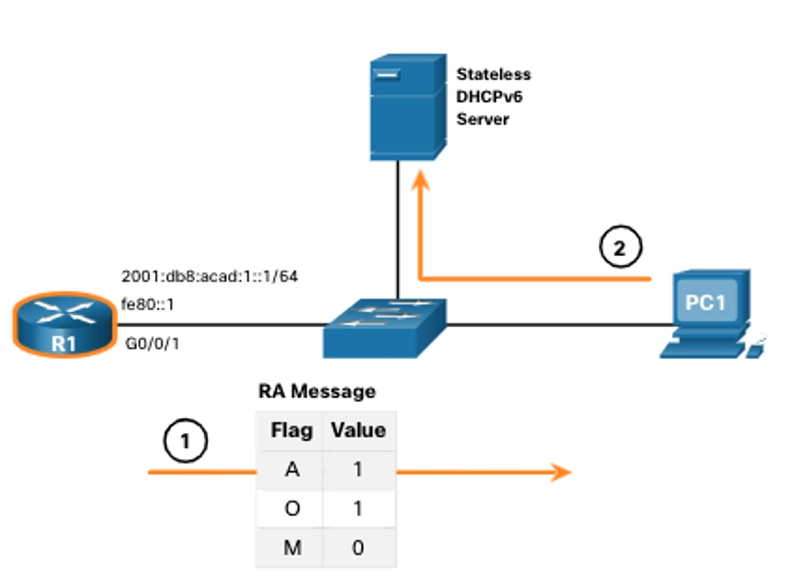 Stateless
DHCPv6
Server
2
2001:db8:acad:1::1/64
fe80::1
PC1
R1
G0/0/1
RA Message
1
Flag Value
A 1
O 1
M 0